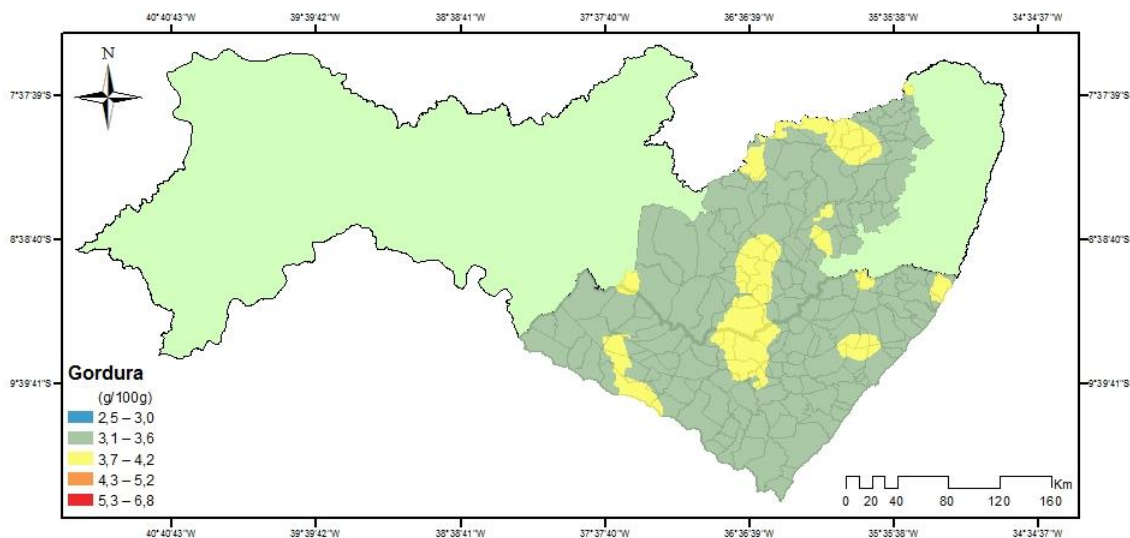 40°40'43"W 39°39'42"W 38°38'41"W 37°37'40"W 36°36'39"W 35°35'38"W 34°34'37"W
N
7°37'39"S 7°37'39"S
8°38'40"S 8°38'40"S
9°39'41"S 9°39'41"S
Gordura
(g/100g)
2,5 – 3,0
3,1 – 3,6
3,7 – 4,2
4,3 – 5,2
5,3 – 6,8
Km
0 20 40 80 120 160
40°40'43"W 39°39'42"W 38°38'41"W 37°37'40"W 36°36'39"W 35°35'38"W 34°34'37"W